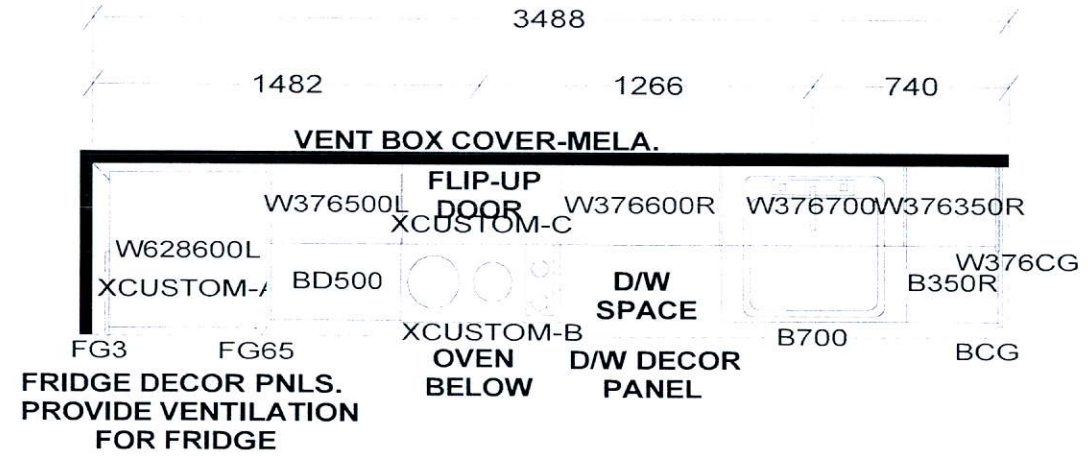 3488
1482 1266 740
VENT BOX COVER-MELA.
FLIP-UP
DOOR
W376500L W376600R W376700 W376350R
XCUSTOM-C
W628600L
W376CG
XCUSTOM-A
BD500
D/W
SPACE
B350R
XCUSTOM-B
B700
FG3 FG65 BCG
OVEN
BELOW
D/W DECOR
PANEL
FRIDGE DECOR PNLS.
PROVIDE VENTILATION
FOR FRIDGE